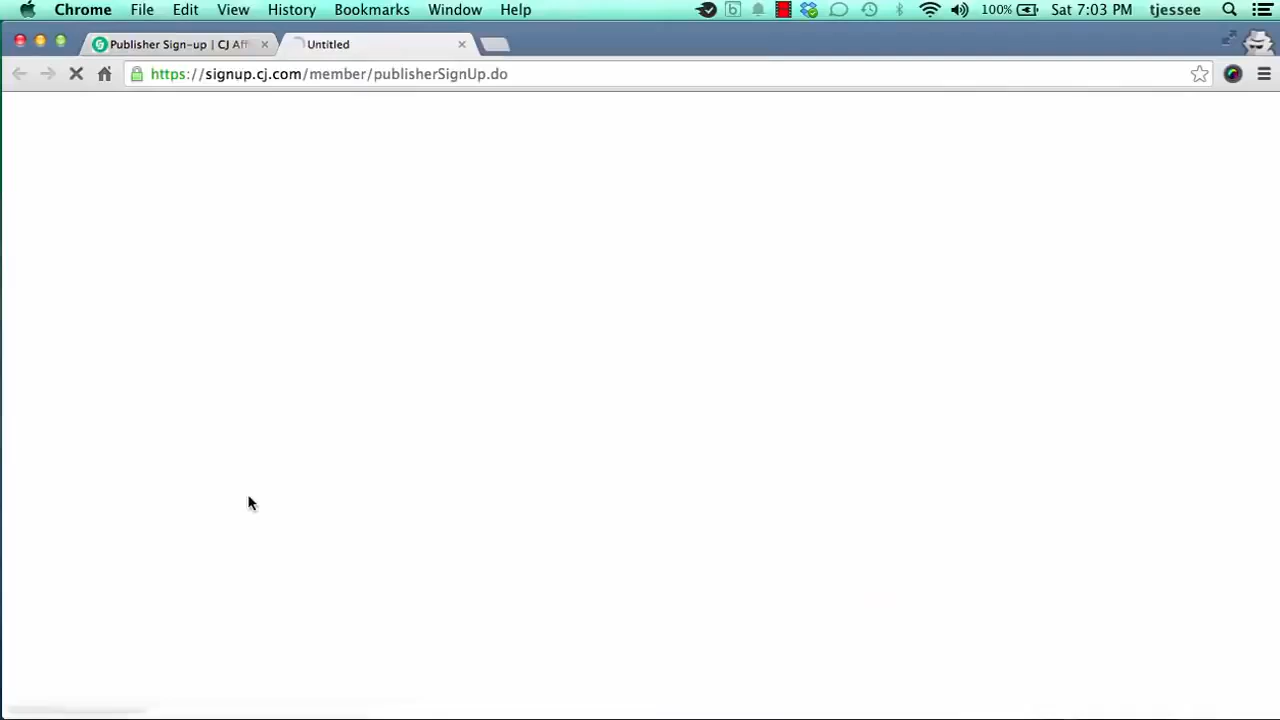 Chrome File Edit View History Bookmarks Window Help 100% Sat 7:03 PM tjessee
Publisher Sign-up | CJ Aff Untitled
https://signup.cj.com/member/publisherSignUp.do